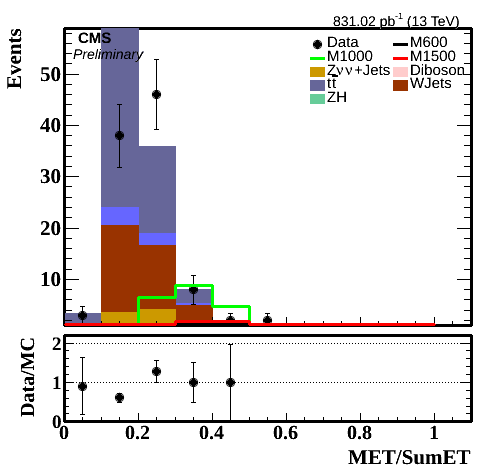 831.02 pb⁻¹ (13 TeV)
CMS
Preliminary
Data
M600
M1000
M1500
Zνν+Jets
Diboson
tt̄
WJets
ZH
Events
50
40
30
20
10
Data/MC
2
1
0
0 0.2 0.4 0.6 0.8 1
MET/SumET